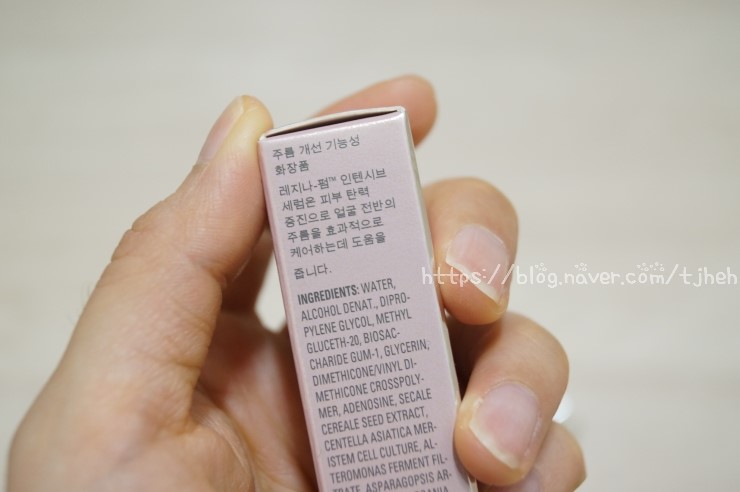 주름 개선 기능성
화장품
레지나-펌™ 인텐시브
세럼은 피부 탄력
증진으로 얼굴 전반의
주름을 효과적으로
케어하는데 도움을
줍니다.
INGREDIENTS: WATER,
ALCOHOL DENAT., DIPRO-
PYLENE GLYCOL, METHYL
GLUCETH-20, BIOSAC-
CHARIDE GUM-1, GLYCERIN,
DIMETHICONE/VINYL DI-
METHICONE CROSSPOLY-
MER, ADENOSINE, SECALE
CEREALE SEED EXTRACT,
CENTELLA ASIATICA MER-
ISTEM CELL CULTURE, AL-
TEROMONAS FERMENT FIL-
TRATE, ASPARAGOPSIS AR-
https://blog.naver.com/tjheh